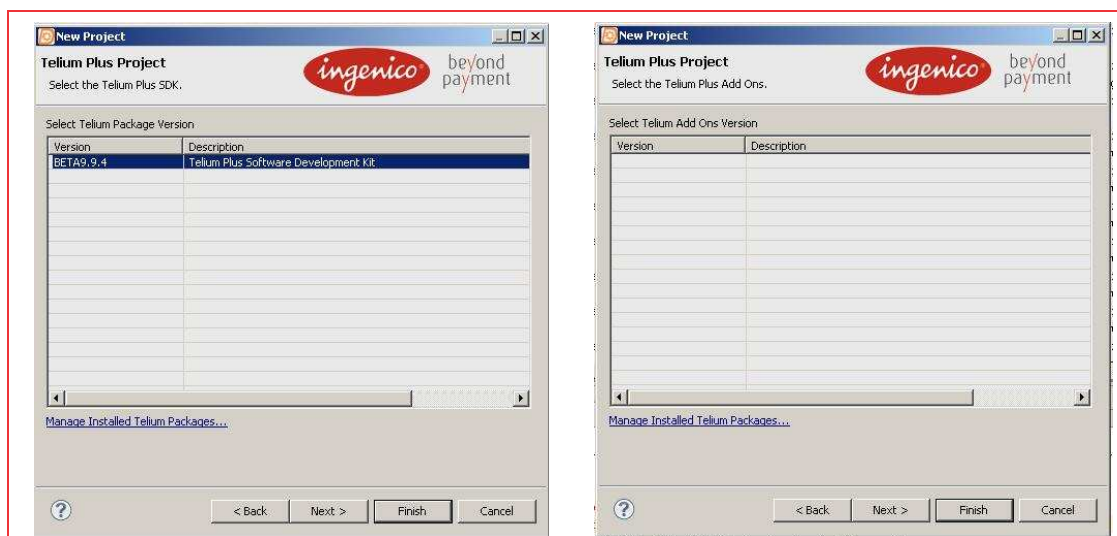 New Project
Telium Plus Project
Select the Telium Plus SDK.
ingenico
beyond
payment
Select Telium Package Version
Version Description
BETA9.9.4 Telium Plus Software Development Kit
Manage Installed Telium Packages...
? < Back Next > Finish Cancel
New Project
Telium Plus Project
Select the Telium Plus Add Ons.
ingenico
beyond
payment
Select Telium Add Ons Version
Version Description
Manage Installed Telium Packages...
? < Back Next > Finish Cancel